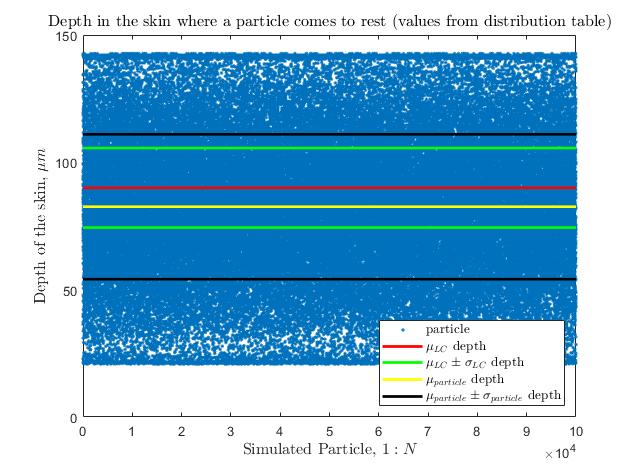 Depth in the skin where a particle comes to rest (values from distribution table)
150
100
50
0
Depth of the skin, μm
particle
μ_LC depth
μ_LC ± σ_LC depth
μ_particle depth
μ_particle ± σ_particle depth
0 1 2 3 4 5 6 7 8 9 10
Simulated Particle, 1 : N
×10^4